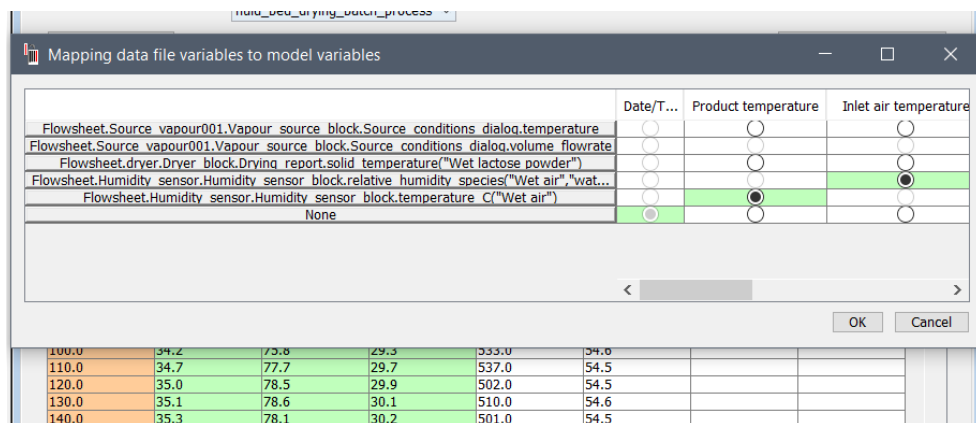 fluid_bed_drying_batch_process
Mapping data file variables to model variables
Date/T... Product temperature Inlet air temperature
Flowsheet.Source_vapour001.Vapour_source_block.Source_conditions_dialog.temperature
Flowsheet.Source_vapour001.Vapour_source_block.Source_conditions_dialog.volume_flowrate
Flowsheet.dryer.Dryer_block.Drying_report.solid_temperature("Wet lactose powder")
Flowsheet.Humidity_sensor.Humidity_sensor_block.relative_humidity_species("Wet air","wat...
Flowsheet.Humidity_sensor.Humidity_sensor_block.temperature_C("Wet air")
None
OK Cancel
100.0 34.2 75.8 29.3 533.0 54.6
110.0 34.7 77.7 29.7 537.0 54.5
120.0 35.0 78.5 29.9 502.0 54.5
130.0 35.1 78.6 30.1 510.0 54.6
140.0 35.3 78.1 30.2 501.0 54.5